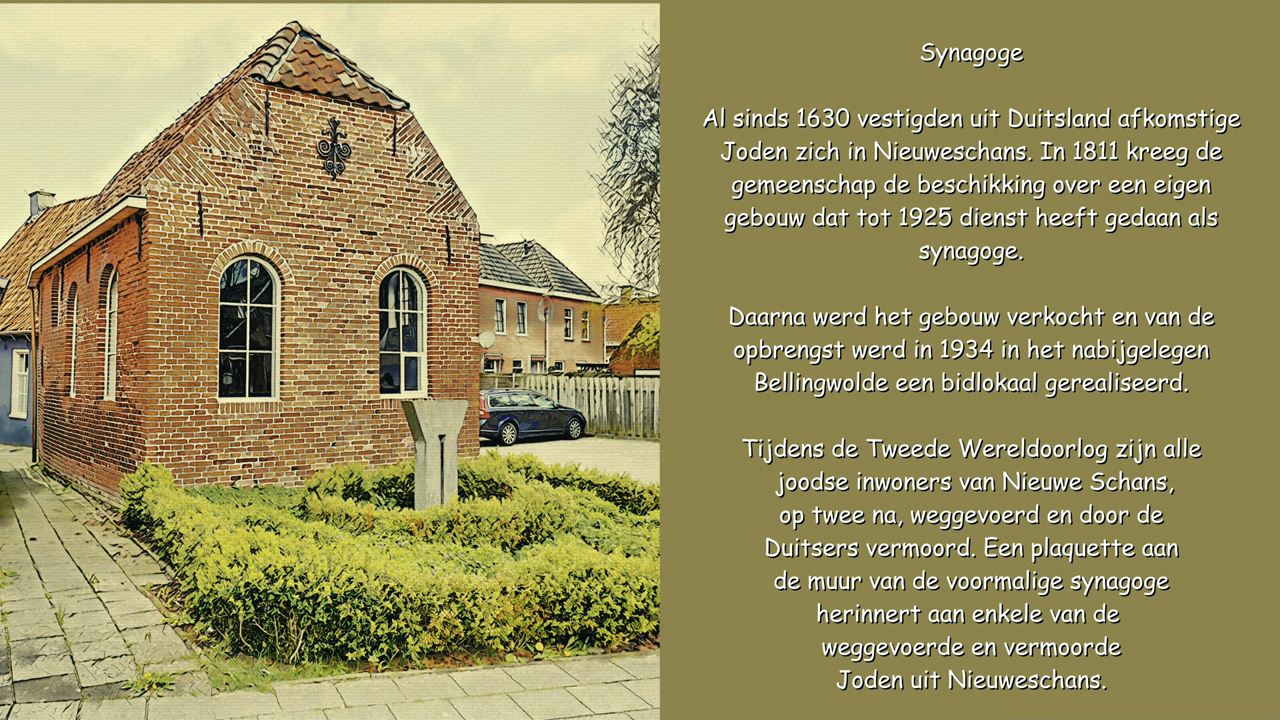 Synagoge
Al sinds 1630 vestigden uit Duitsland afkomstige
Joden zich in Nieuweschans. In 1811 kreeg de
gemeenschap de beschikking over een eigen
gebouw dat tot 1925 dienst heeft gedaan als
synagoge.
Daarna werd het gebouw verkocht en van de
opbrengst werd in 1934 in het nabijgelegen
Bellingwolde een bidlokaal gerealiseerd.
Tijdens de Tweede Wereldoorlog zijn alle
joodse inwoners van Nieuwe Schans,
op twee na, weggevoerd en door de
Duitsers vermoord. Een plaquette aan
de muur van de voormalige synagoge
herinnert aan enkele van de
weggevoerde en vermoorde
Joden uit Nieuweschans.